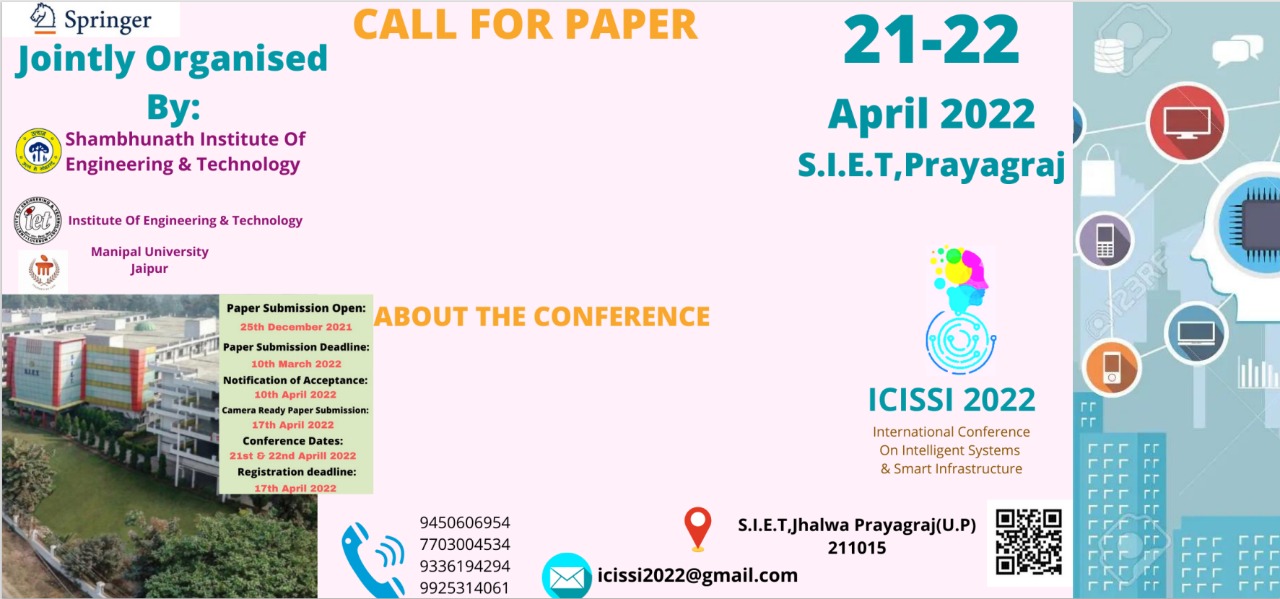 Springer
Jointly Organised
By:
Shambhunath Institute Of
Engineering & Technology
iet
Institute Of Engineering & Technology
Manipal University
Jaipur
CALL FOR PAPER
21-22
April 2022
S.I.E.T,Prayagraj
Paper Submission Open:
25th December 2021
Paper Submission Deadline:
10th March 2022
Notification of Acceptance:
10th April 2022
Camera Ready Paper Submission:
17th April 2022
Conference Dates:
21st & 22nd Aprill 2022
Registration deadline:
17th April 2022
ABOUT THE CONFERENCE
ICISSI 2022
International Conference
On Intelligent Systems
& Smart Infrastructure
9450606954
7703004534
9336194294
9925314061
icissi2022@gmail.com
S.I.E.T,Jhalwa Prayagraj(U.P)
211015
123RF